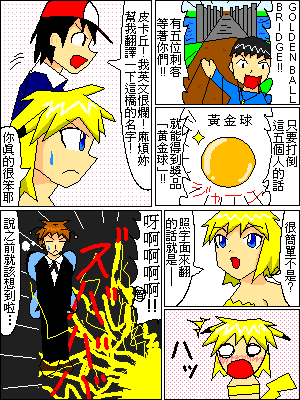 GOLDEN BALL
BRIDGE!!
有五位刺客
等著你們!!
皮卡丘!我英文很爛!麻煩妳
幫我翻譯一下這橋的名字!
你真的很笨耶
只要打倒
這五個人的話
就能得到獎品
「黃金球」!!
黃金球
很簡單不是?
照字面來翻
的話就是
ハッ
呀啊啊啊啊!!
ズバババ
說之前就該想到啦…